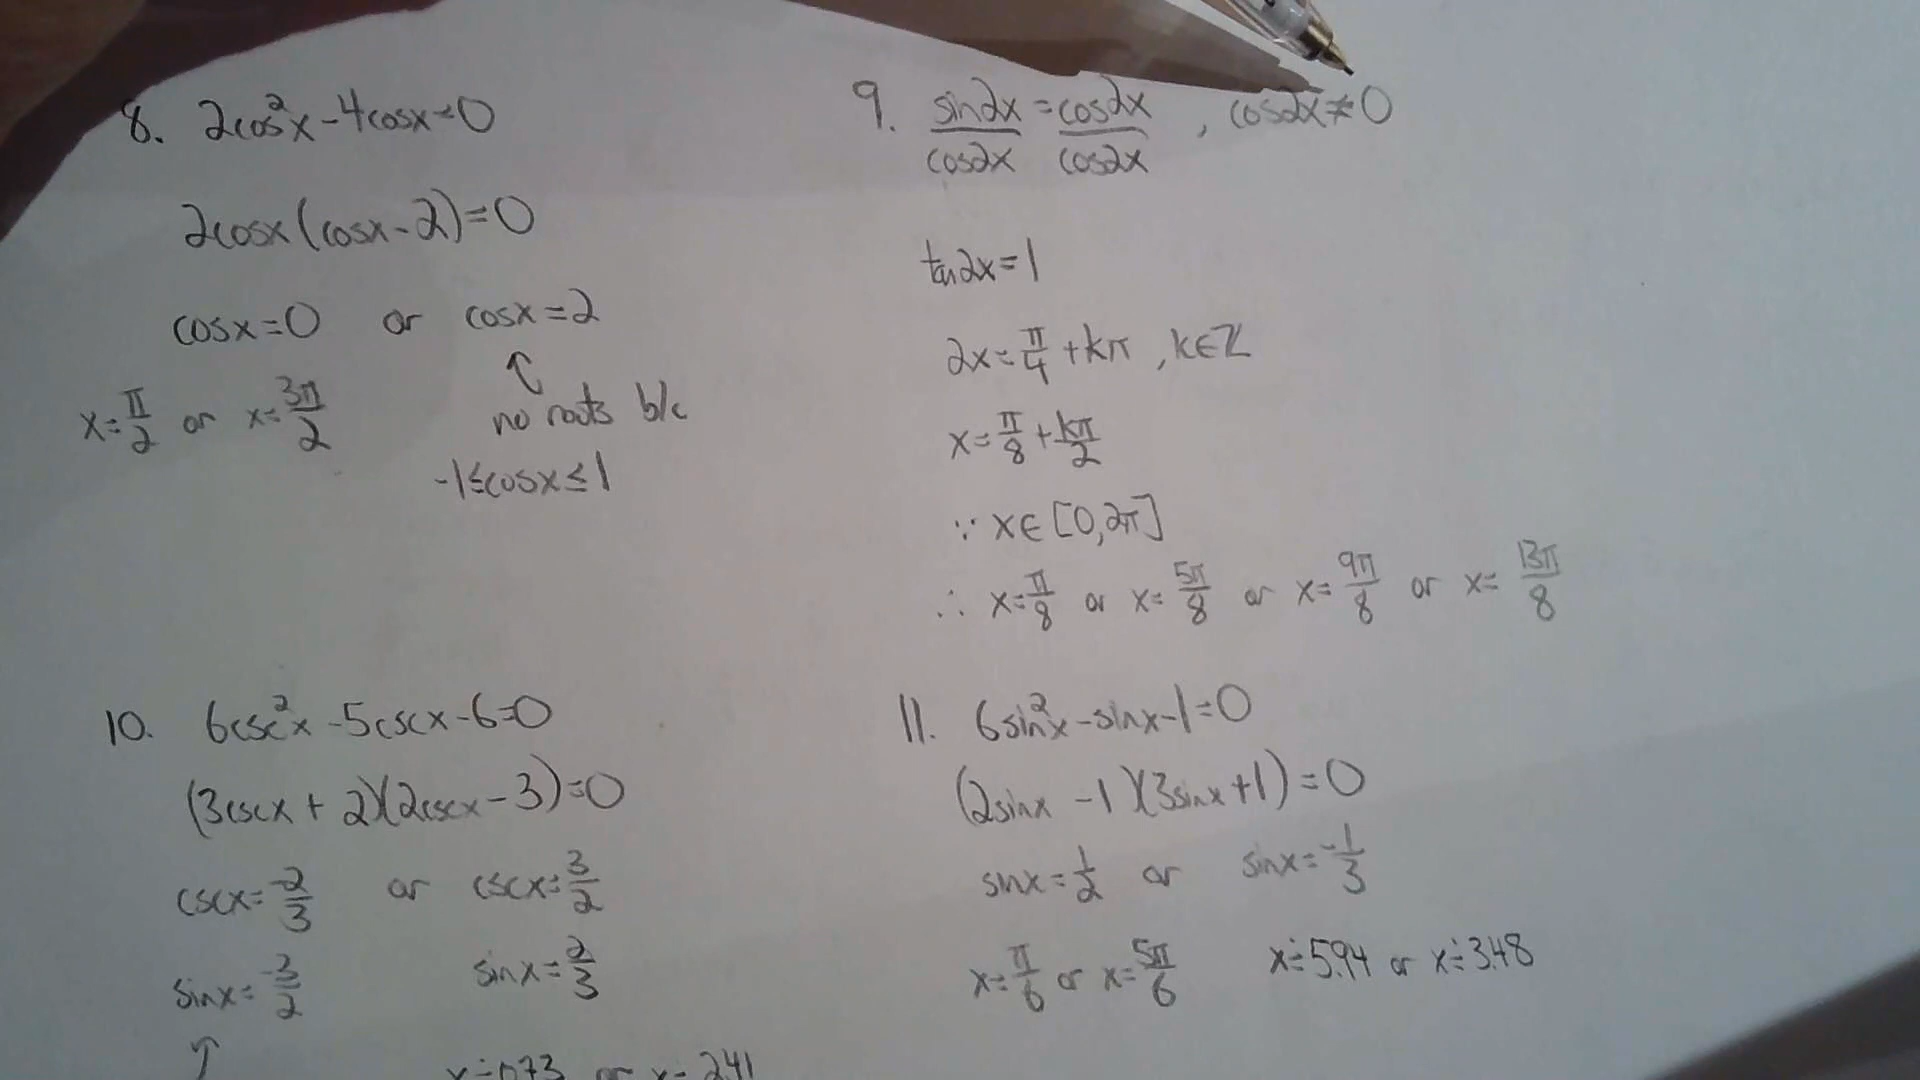 8. 2cos²x - 4cosx = 0
2cosx(cosx - 2) = 0
cosx = 0 or cosx = 2
↑
x = π/2 or x = 3π/2
no roots b/c
-1 ≤ cosx ≤ 1
9. sin2x/cos2x = cos2x/cos2x , cos2x ≠ 0
tan2x = 1
2x = π/4 + kπ , k∈ℤ
x = π/8 + kπ/2
∵ x∈[0,2π]
∴ x = π/8 or x = 5π/8 or x = 9π/8 or x = 13π/8
10. 6csc²x - 5cscx - 6 = 0
(3cscx + 2)(2cscx - 3) = 0
cscx = -2/3 or cscx = 3/2
sinx = -3/2 sinx = 2/3
↑
x ≐ 0.73 or x ≐ 2.41
11. 6sin²x - sinx - 1 = 0
(2sinx - 1)(3sinx + 1) = 0
sinx = 1/2 or sinx = -1/3
x = π/6 or x = 5π/6 x ≐ 5.94 or x ≐ 3.48